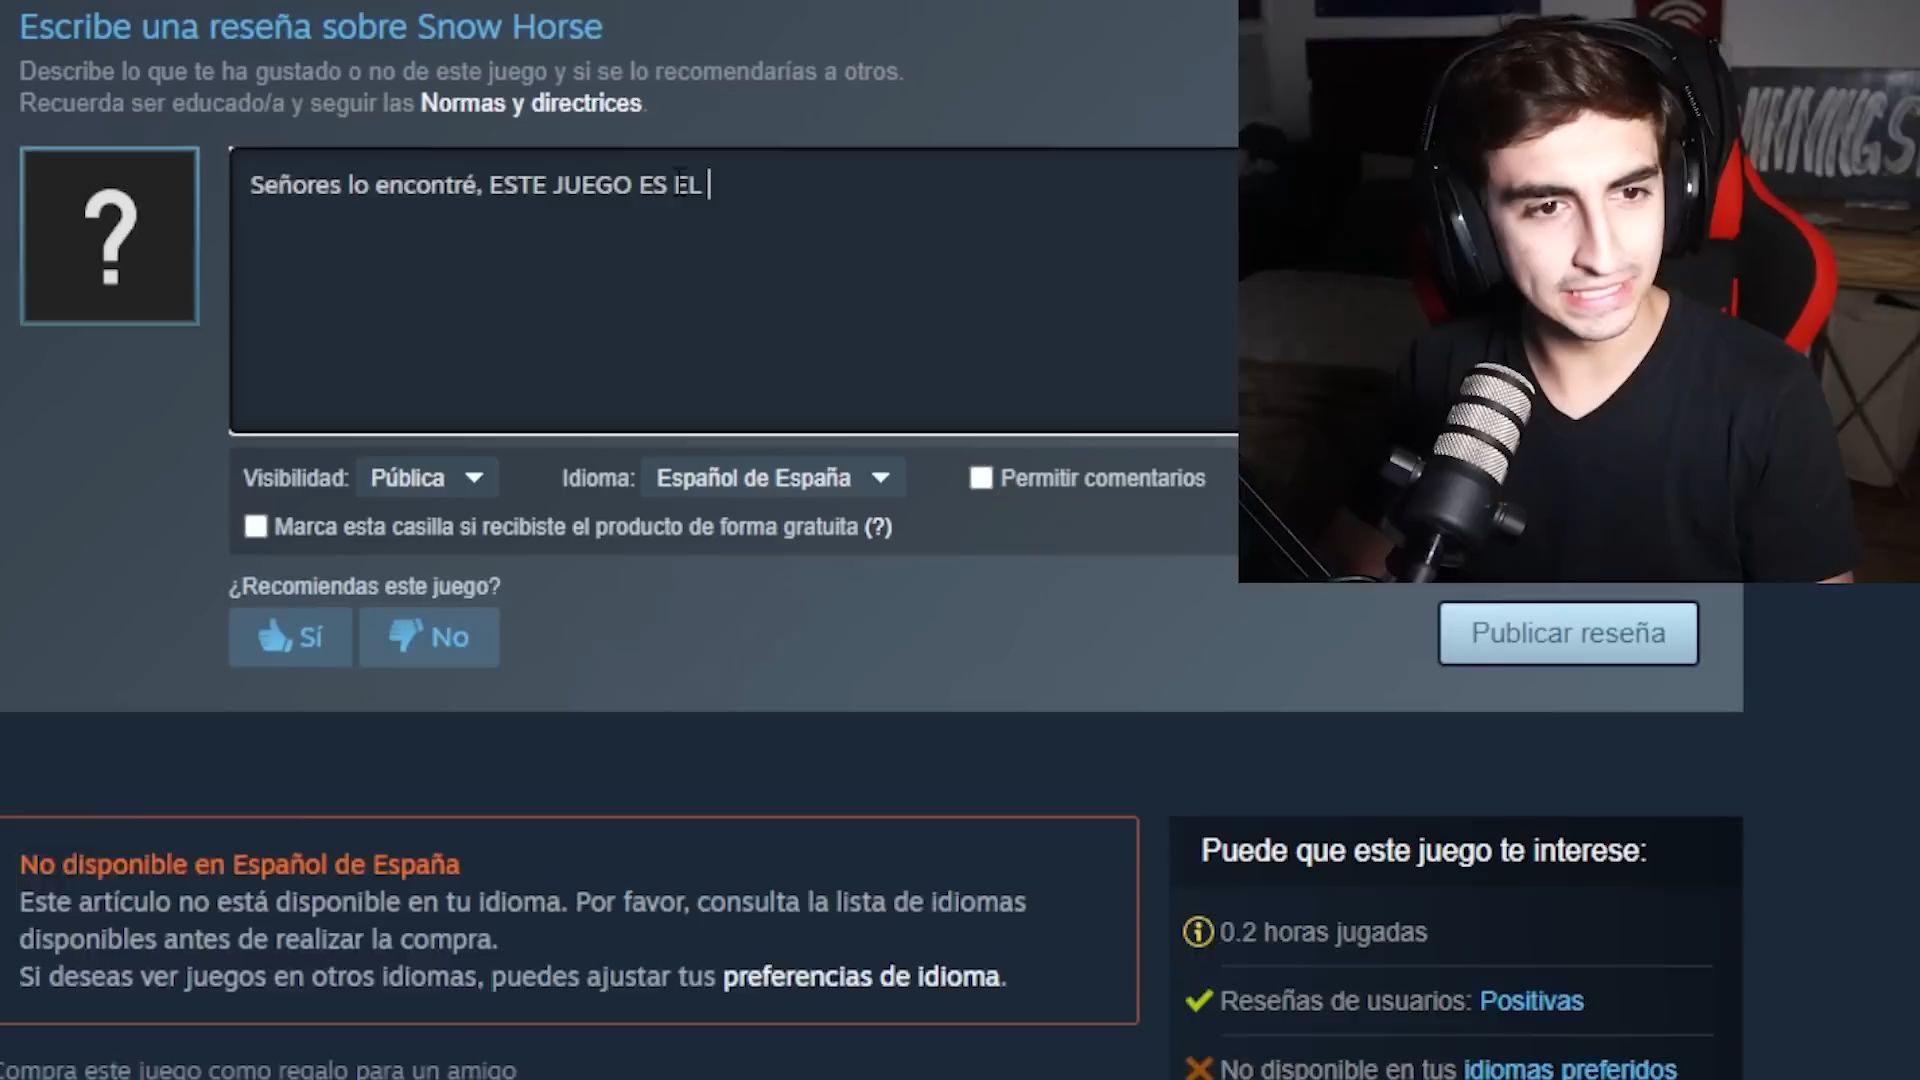 Escribe una reseña sobre Snow Horse
Describe lo que te ha gustado o no de este juego y si se lo recomendarías a otros.
Recuerda ser educado/a y seguir las Normas y directrices.
?
Señores lo encontré, ESTE JUEGO ES EL
Visibilidad: Pública Idioma: Español de España Permitir comentarios
Marca esta casilla si recibiste el producto de forma gratuita (?)
¿Recomiendas este juego?
Sí No
Publicar reseña
No disponible en Español de España
Este artículo no está disponible en tu idioma. Por favor, consulta la lista de idiomas
disponibles antes de realizar la compra.
Si deseas ver juegos en otros idiomas, puedes ajustar tus preferencias de idioma.
Compra este juego como regalo para un amigo
Puede que este juego te interese:
0.2 horas jugadas
Reseñas de usuarios: Positivas
No disponible en tus idiomas preferidos